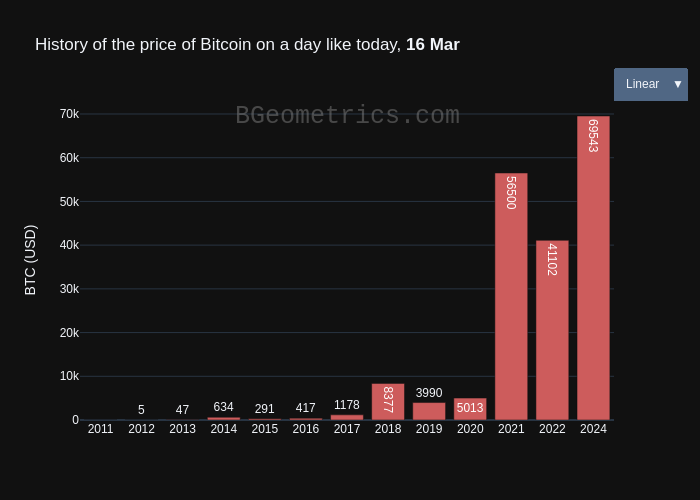 History of the price of Bitcoin on a day like today, 16 Mar
Linear ▼
BGeometrics.com
BTC (USD)
70k
60k
50k
40k
30k
20k
10k
0
5
47
634
291
417
1178
8377
3990
5013
56500
41102
69543
2011 2012 2013 2014 2015 2016 2017 2018 2019 2020 2021 2022 2024